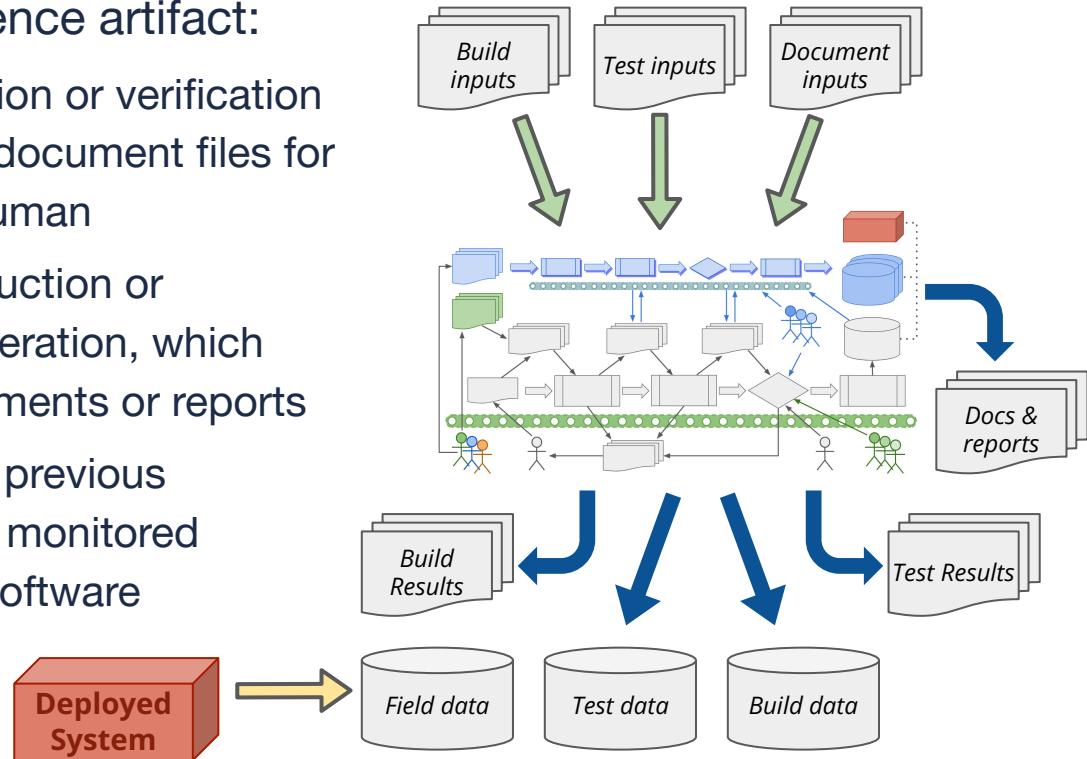 ence artifact:
ion or verification
document files for
uman
uction or
eration, which
ments or reports
previous
monitored
oftware
Build
inputs
Test inputs
Document
inputs
Docs &
reports
Build
Results
Test Results
Deployed
System
Field data
Test data
Build data